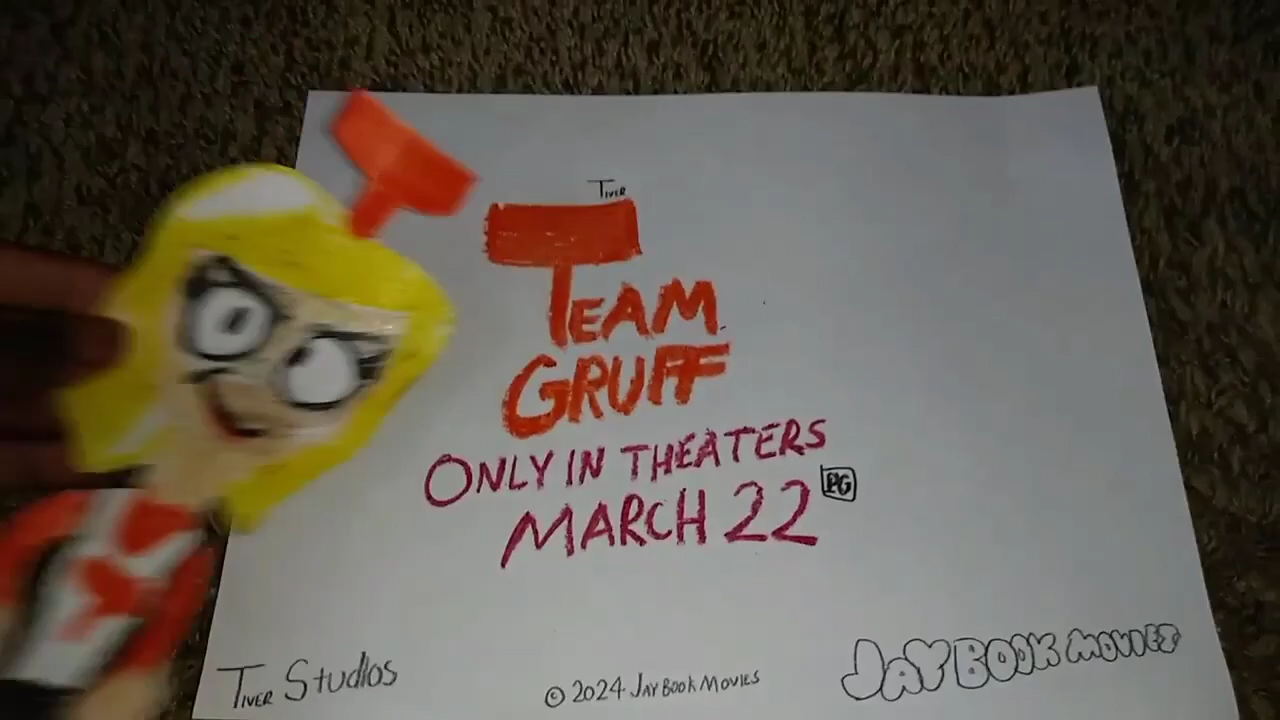 TIVER
TEAM
GRUFF
ONLY IN THEATERS
MARCH 22 PG
TIVER Studios
© 2024 JAYBOOK MOVIES
JAYBOOK MOVIES